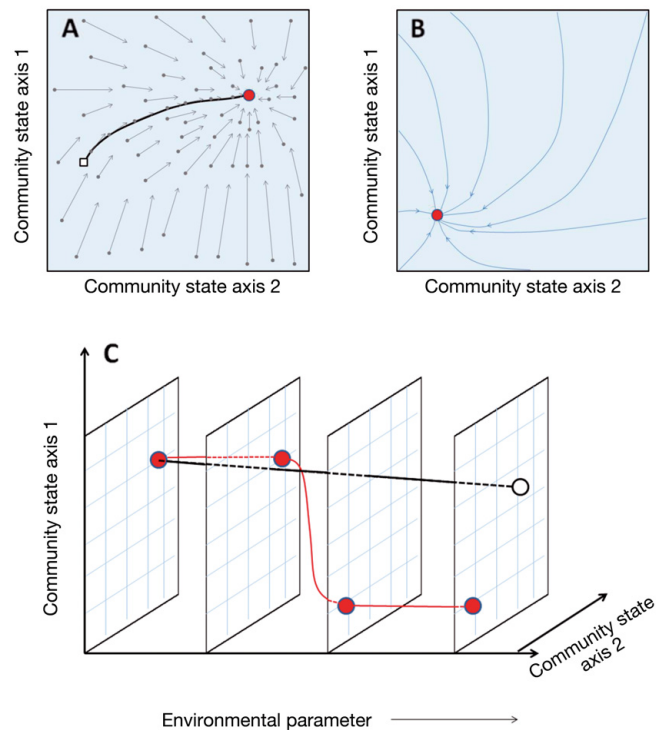 A
Community state axis 1
Community state axis 2
B
Community state axis 1
Community state axis 2
C
Community state axis 1
Community state
axis 2
Environmental parameter